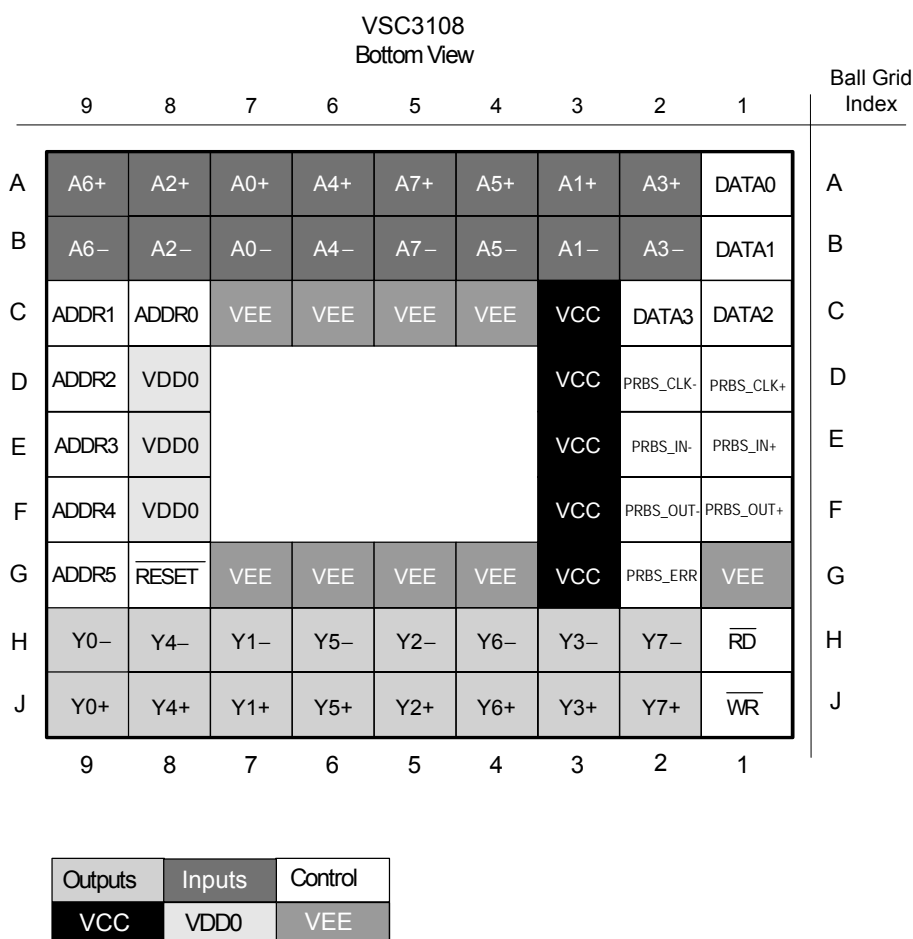 VSC3108
Bottom View
Ball Grid
Index
9 8 7 6 5 4 3 2 1
A A6+ A2+ A0+ A4+ A7+ A5+ A1+ A3+ DATA0 A
B A6– A2– A0– A4– A7– A5– A1– A3– DATA1 B
C ADDR1 ADDR0 VEE VEE VEE VEE VCC DATA3 DATA2 C
D ADDR2 VDD0 VCC PRBS_CLK- PRBS_CLK+ D
E ADDR3 VDD0 VCC PRBS_IN- PRBS_IN+ E
F ADDR4 VDD0 VCC PRBS_OUT- PRBS_OUT+ F
G ADDR5 R̅E̅S̅E̅T̅ VEE VEE VEE VEE VCC PRBS_ERR VEE G
H Y0– Y4– Y1– Y5– Y2– Y6– Y3– Y7– R̅D̅ H
J Y0+ Y4+ Y1+ Y5+ Y2+ Y6+ Y3+ Y7+ W̅R̅ J
9 8 7 6 5 4 3 2 1
Outputs Inputs Control
VCC VDD0 VEE